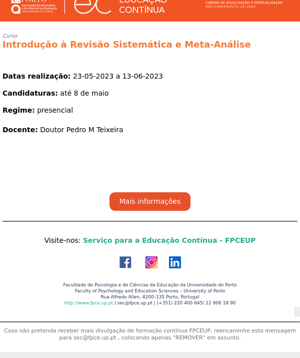 EDUCAÇÃO
CONTÍNUA
CURSOS DE ATUALIZAÇÃO E ESPECIALIZAÇÃO
Curso
Introdução à Revisão Sistemática e Meta-Análise
Datas realização: 23-05-2023 a 13-06-2023
Candidaturas: até 8 de maio
Regime: presencial
Docente: Doutor Pedro M Teixeira
Mais informações
Visite-nos: Serviço para a Educação Contínua - FPCEUP
Faculdade de Psicologia e de Ciências da Educação da Universidade do Porto
Faculty of Psychology and Education Sciences – University of Porto
Rua Alfredo Allen, 4200-135 Porto, Portugal
http://www.fpce.up.pt | sec@fpce.up.pt | (+351) 220 400 645/ 22 606 18 90
Caso não pretenda receber mais divulgação de formação contínua FPCEUP, reencaminhe esta mensagem
para sec@fpce.up.pt , colocando apenas "REMOVER" em assunto.